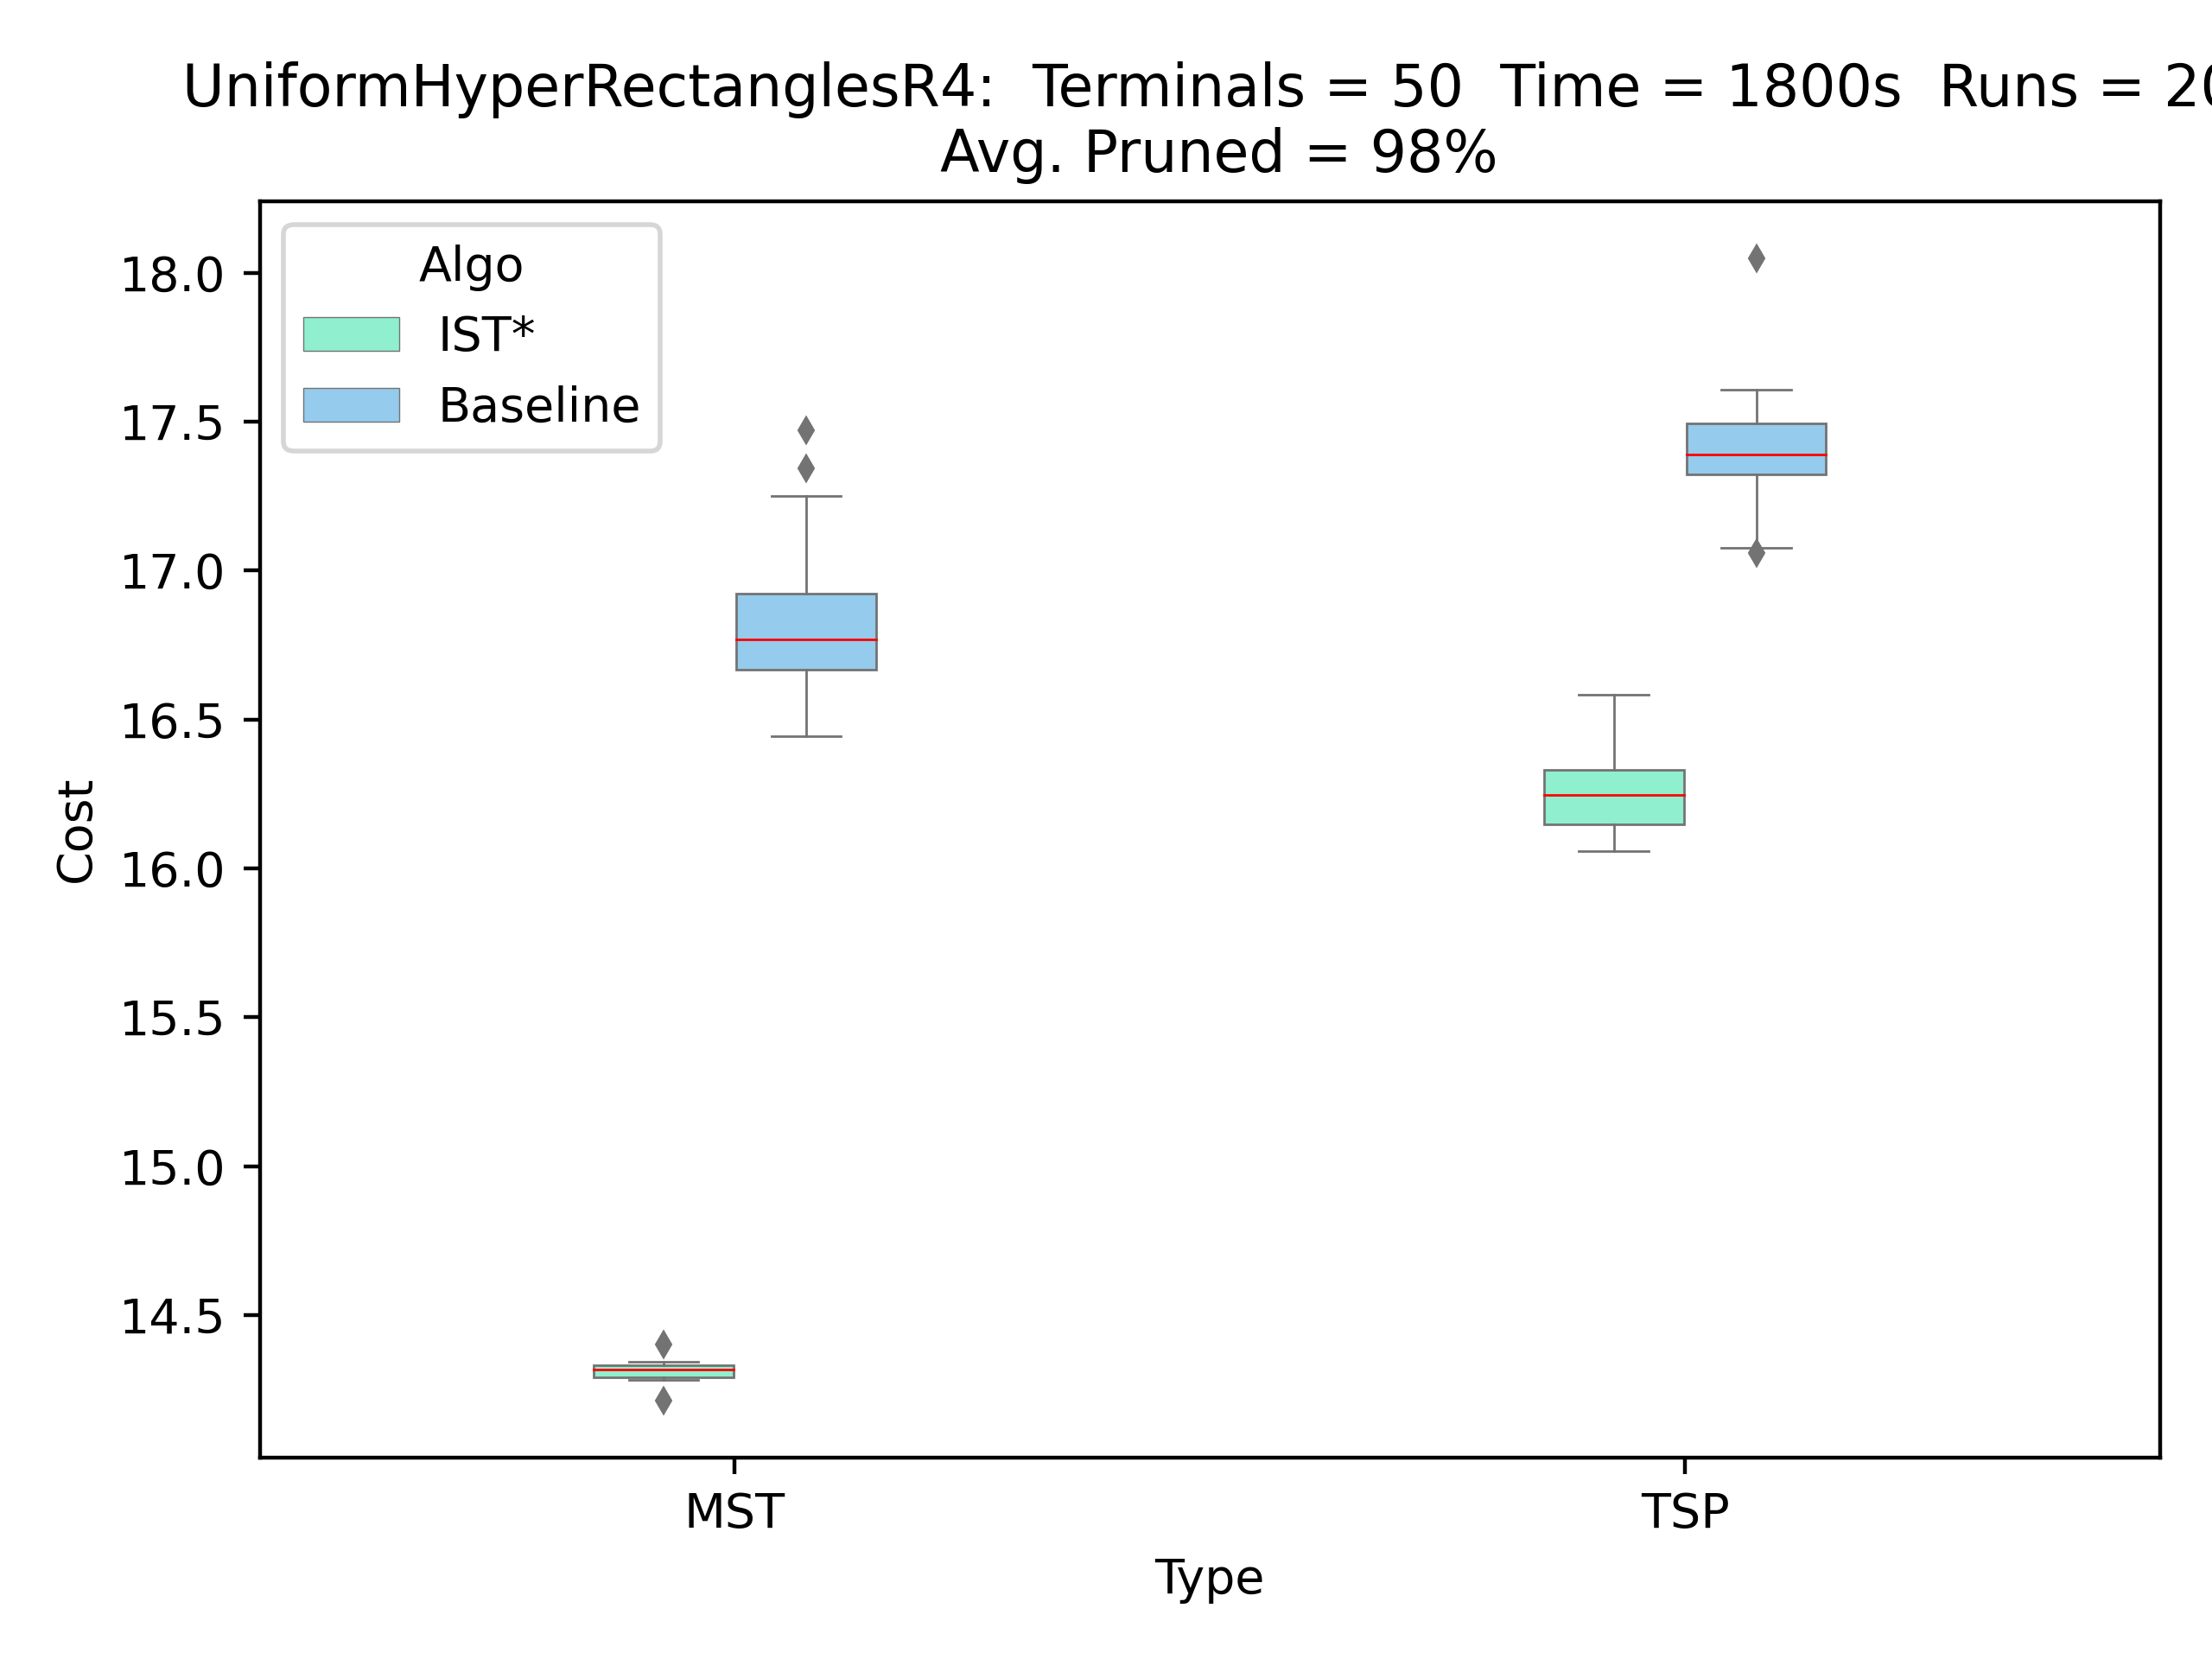 UniformHyperRectanglesR4: Terminals = 50 Time = 1800s Runs = 20
Avg. Pruned = 98%
Algo
IST*
Baseline
18.0
17.5
17.0
16.5
16.0
15.5
15.0
14.5
Cost
MST
TSP
Type